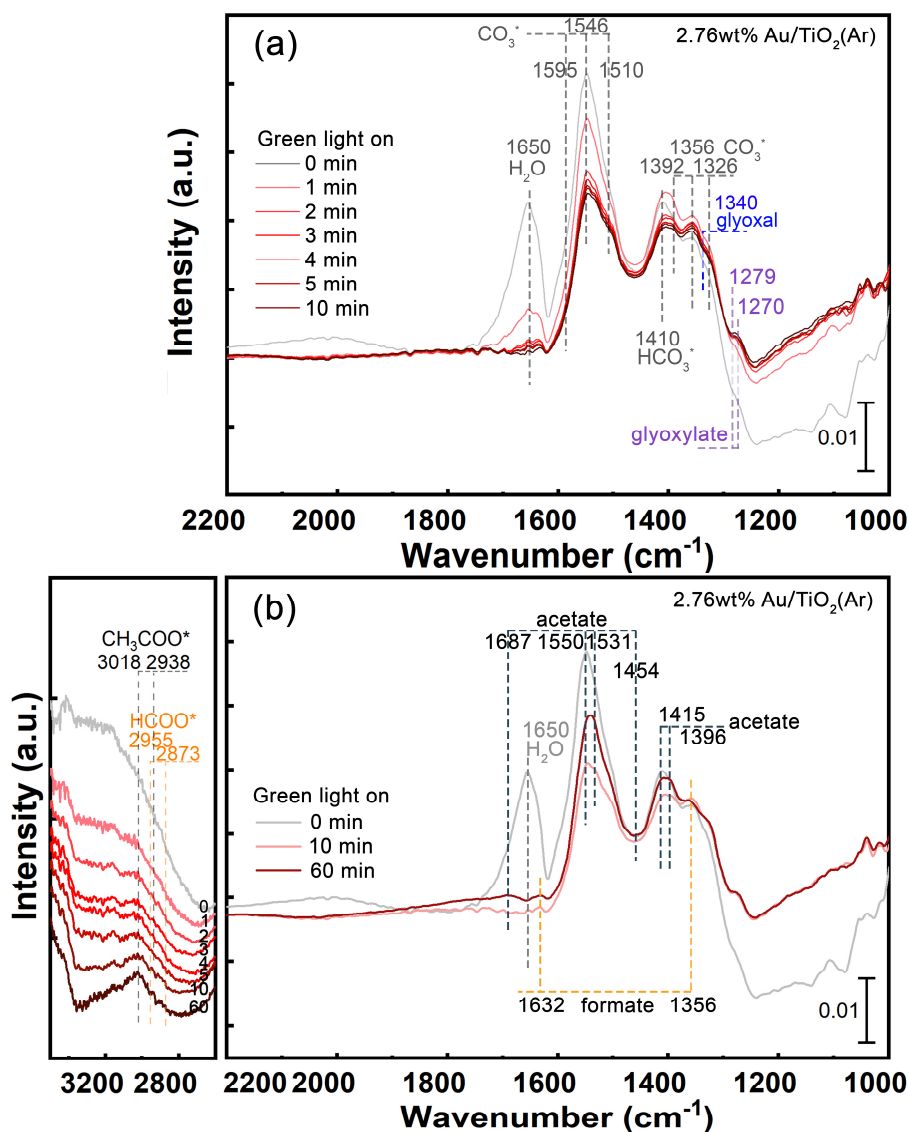 (a)
2.76wt% Au/TiO₂(Ar)
CO₃*
1546
1595
1510
Green light on
0 min
1 min
2 min
3 min
4 min
5 min
10 min
1650
H₂O
1356
CO₃*
1392
1326
1340
glyoxal
1279
1270
1410
HCO₃*
glyoxylate
0.01
Intensity (a.u.)
2200 2000 1800 1600 1400 1200 1000
Wavenumber (cm⁻¹)
(b)
2.76wt% Au/TiO₂(Ar)
CH₃COO*
3018 2938
HCOO*
2955
2873
0
1
2
3
4
5
10
60
3200 2800
Intensity (a.u.)
acetate
1687 1550 1531
1454
1650
H₂O
1415
acetate
1396
Green light on
0 min
10 min
60 min
1632 formate 1356
0.01
2200 2000 1800 1600 1400 1200 1000
Wavenumber (cm⁻¹)